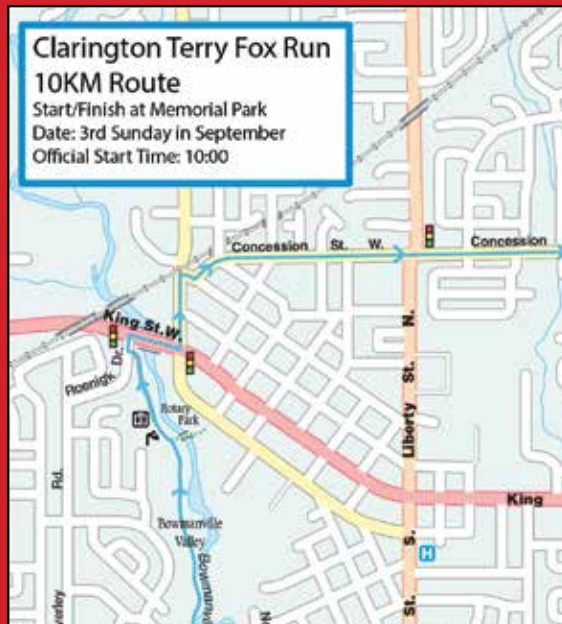 Clarington Terry Fox Run
10KM Route
Start/Finish at Memorial Park
Date: 3rd Sunday in September
Official Start Time: 10:00
Concession St. W.
Concession
King St. W.
Roenigk Dr.
Rotary
Park
Liberty St. N.
King
Rd.
Bowmanville
Valley
S.
H
St.